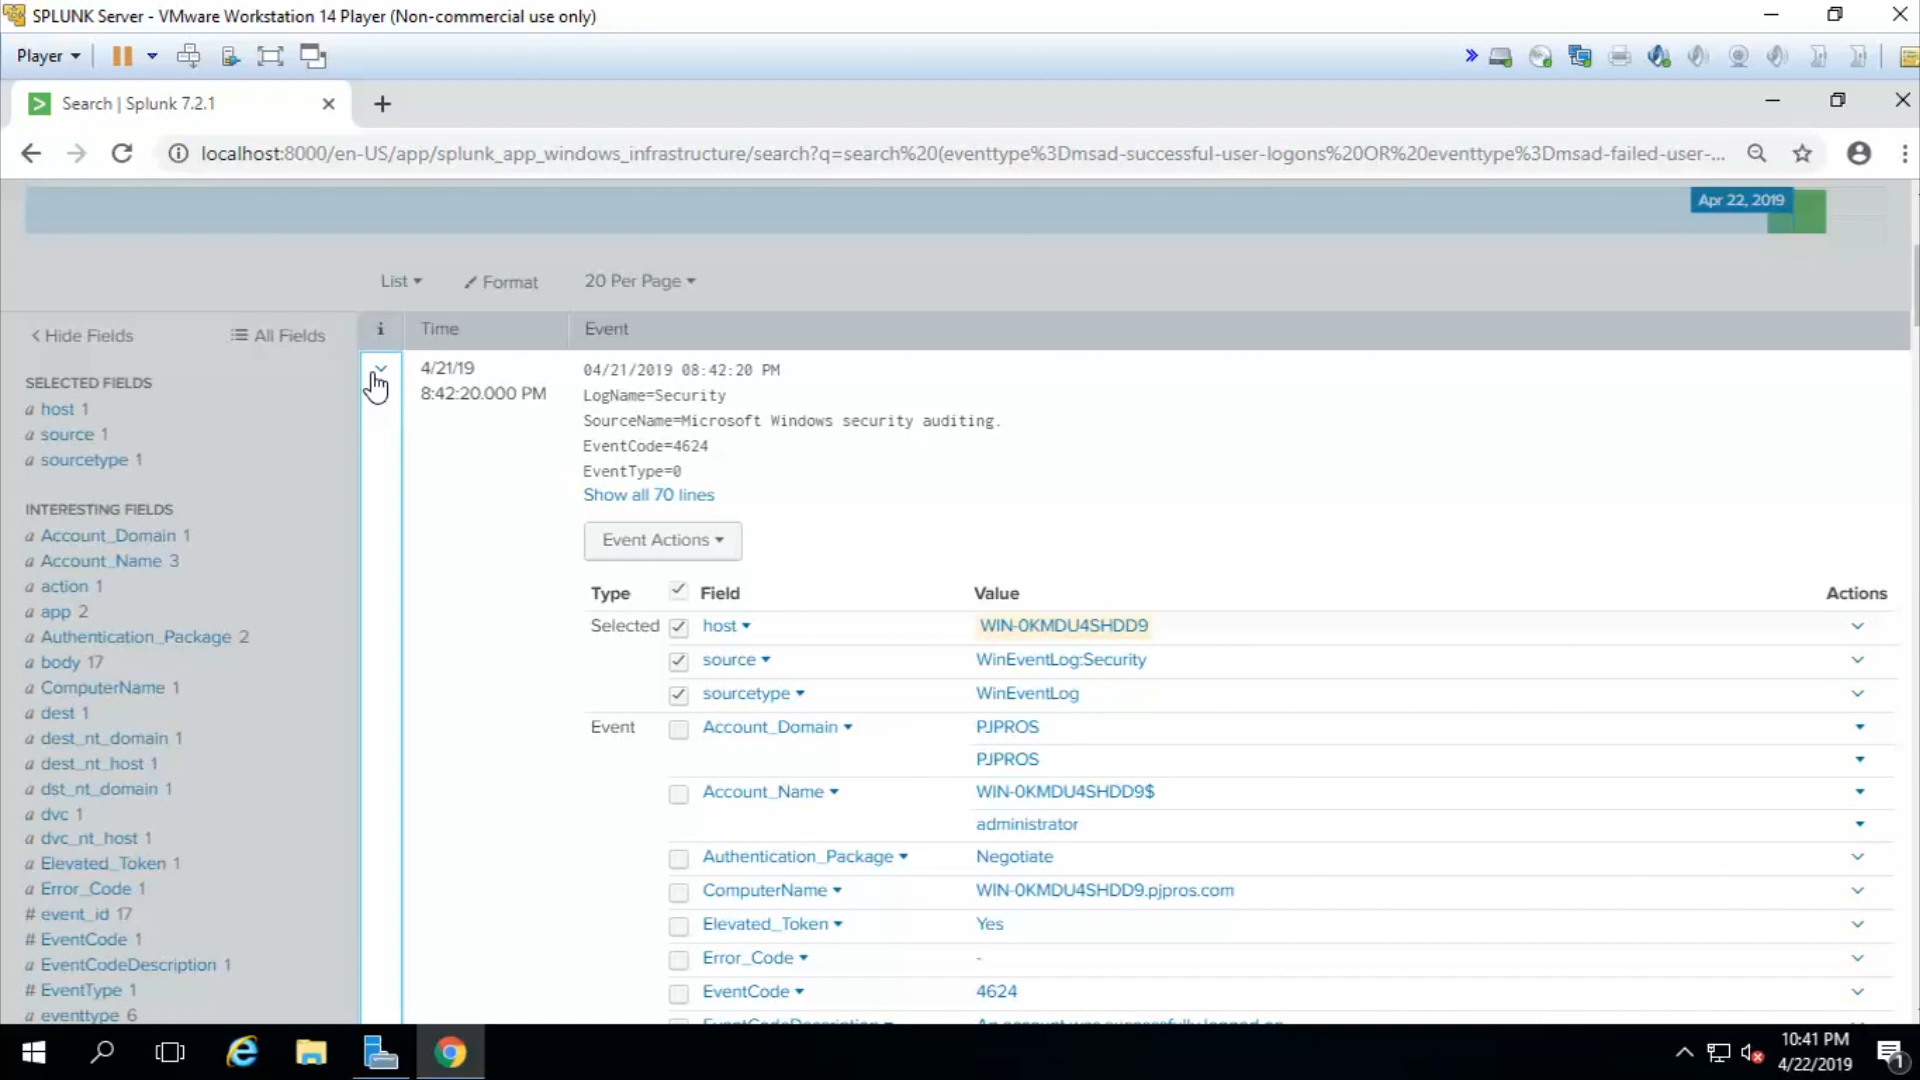 SPLUNK Server - VMware Workstation 14 Player (Non-commercial use only)
Player
Search | Splunk 7.2.1
localhost:8000/en-US/app/splunk_app_windows_infrastructure/search?q=search%20(eventtype%3Dmsad-successful-user-logons%20OR%20eventtype%3Dmsad-failed-user-...
Apr 22, 2019
List
Format
20 Per Page
Hide Fields
All Fields
i
Time
Event
SELECTED FIELDS
a host 1
a source 1
a sourcetype 1
INTERESTING FIELDS
a Account_Domain 1
a Account_Name 3
a action 1
a app 2
a Authentication_Package 2
a body 17
a ComputerName 1
a dest 1
a dest_nt_domain 1
a dest_nt_host 1
a dst_nt_domain 1
a dvc 1
a dvc_nt_host 1
a Elevated_Token 1
a Error_Code 1
# event_id 17
# EventCode 1
a EventCodeDescription 1
# EventType 1
a eventtype 6
4/21/19
8:42:20.000 PM
04/21/2019 08:42:20 PM
LogName=Security
SourceName=Microsoft Windows security auditing.
EventCode=4624
EventType=0
Show all 70 lines
Event Actions
Type Field Value Actions
Selected host WIN-0KMDU4SHDD9
source WinEventLog:Security
sourcetype WinEventLog
Event Account_Domain PJPROS
PJPROS
Account_Name WIN-0KMDU4SHDD9$
administrator
Authentication_Package Negotiate
ComputerName WIN-0KMDU4SHDD9.pjpros.com
Elevated_Token Yes
Error_Code -
EventCode 4624
10:41 PM
4/22/2019
1